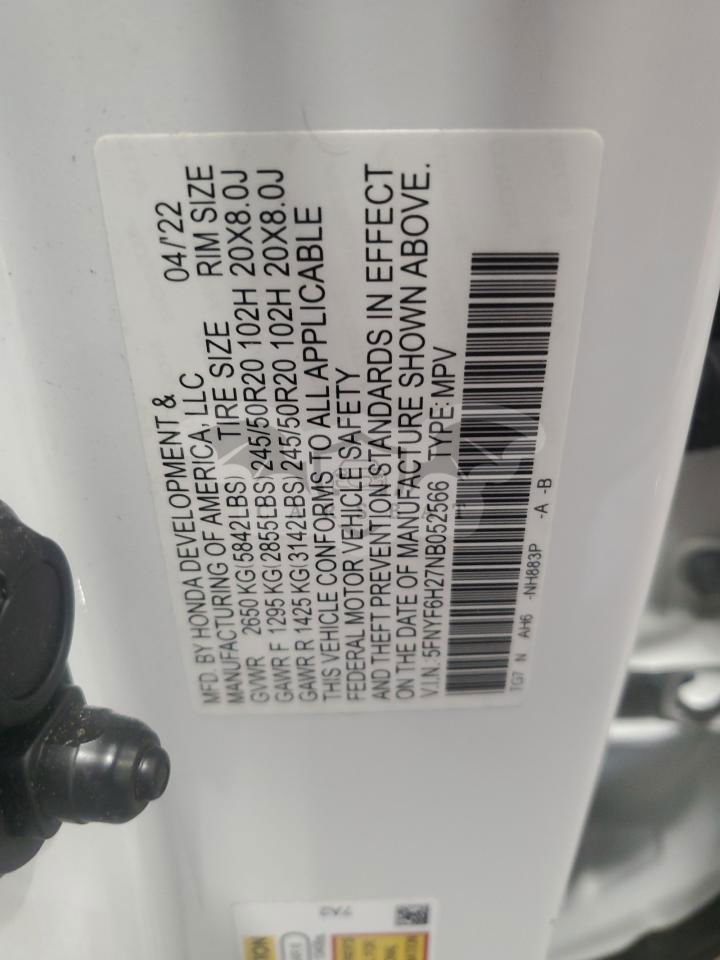 MFD. BY HONDA DEVELOPMENT & 04/'22
MANUFACTURING OF AMERICA, LLC
TIRE SIZE RIM SIZE
GVWR 2650 KG(5842LBS)
GAWR F 1295 KG(2855LBS) 245/50R20 102H 20X8.0J
GAWR R 1425 KG(3142LBS) 245/50R20 102H 20X8.0J
THIS VEHICLE CONFORMS TO ALL APPLICABLE
FEDERAL MOTOR VEHICLE SAFETY
AND THEFT PREVENTION STANDARDS IN EFFECT
ON THE DATE OF MANUFACTURE SHOWN ABOVE.
V.I.N.:5FNYF6H27NB052566 TYPE: MPV
TG7 N AH6 -NH883P -A -B